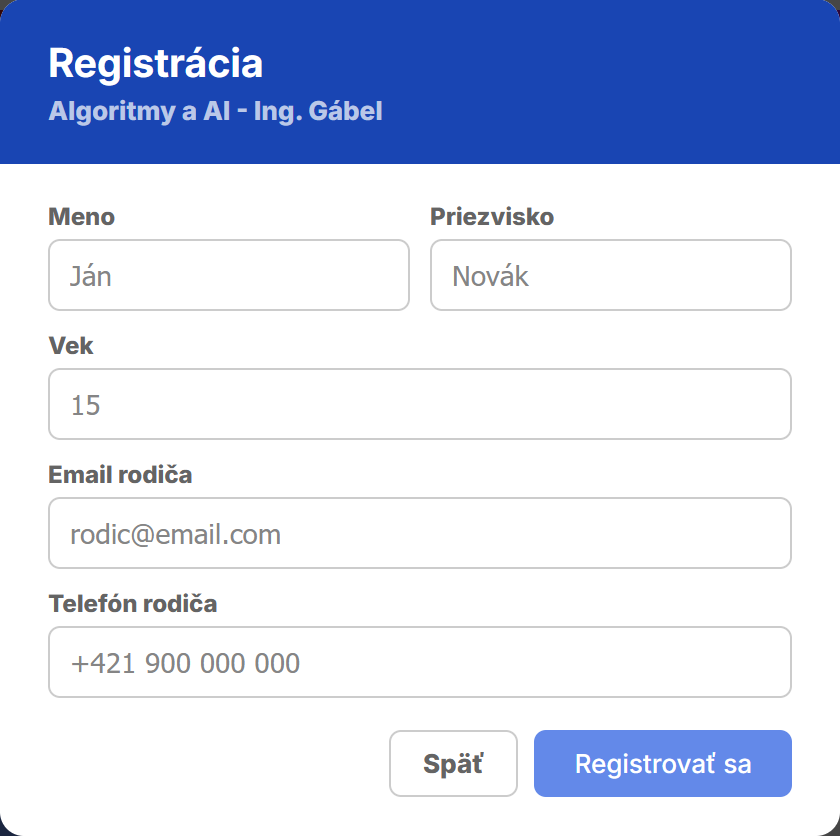 Registrácia
Algoritmy a AI - Ing. Gábel
Meno
Priezvisko
Ján
Novák
Vek
15
Email rodiča
rodic@email.com
Telefón rodiča
+421 900 000 000
Späť
Registrovať sa